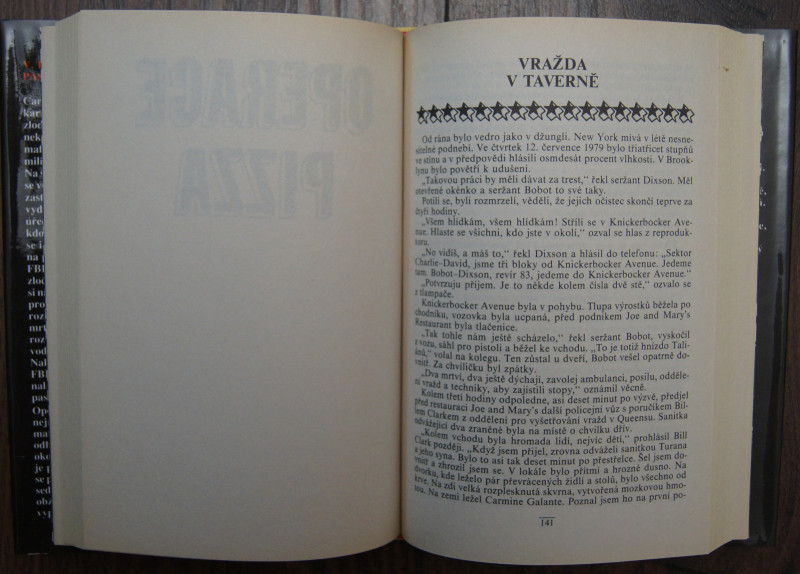 OPERACE
PIZZA
VRAŽDA
V TAVERNĚ
Od rána bylo vedro jako v džungli. New York mívá v létě nesne-
sitelné podnebí. Ve čtvrtek 12. července 1979 bylo třiatřicet stupňů
ve stínu a v předpovědi hlásili osmdesát procent vlhkosti. V Brook-
lynu bylo povětří k udušení.
„Takovou práci by měli dávat za trest,“ řekl seržant Dixson. Měl
otevřené okénko a seržant Bobot to své taky.
Potili se, byli rozmrzelí, věděli, že jejich očistec skončí teprve za
čtyři hodiny.
„Všem hlídkám, všem hlídkám! Střílí se v Knickerbocker Ave-
nue. Hlaste se všichni, kdo jste v okolí,“ ozval se hlas z reproduk-
toru.
„No vidíš, a máš to,“ řekl Dixson a hlásil do telefonu: „Sektor
Charlie–David, jsme tři bloky od Knickerbocker Avenue. Jedeme
tam. Bobot–Dixson, revír 83, jedeme do Knickerbocker Avenue.“
„Potvrzuju příjem. Je to někde kolem čísla dvě stě,“ ozvalo se
z tlampače.
Knickerbocker Avenue byla v pohybu. Tlupa výrostků běžela po
chodníku, vozovka byla ucpaná, před podnikem Joe and Mary's
Restaurant byla tlačenice.
„Tak tohle nám ještě scházelo,“ řekl seržant Bobot, vyskočil
z vozu, sáhl pro pistoli a běžel ke vchodu. „To je totiž hnízdo Tali-
ánů,“ volal na kolegu. Ten zůstal u dveří, Bobot vešel opatrně do-
vnitř. Za chviličku byl zpátky.
„Dva mrtví, dva ještě dýchají, zavolej ambulanci, posilu, odděle-
ní vražd a techniky, aby zajistili stopy,“ oznámil věcně.
Kolem třetí hodiny odpoledne, asi deset minut po výzvě, předjel
před restauraci Joe and Mary's další policejní vůz s poručíkem Bil-
lem Clarkem z oddělení pro vyšetřování vražd v Queensu. Sanitka
odvážející dva zraněné byla na místě o chvilku dřív.
„Kolem vchodu byla hromada lidí, nejvíc dětí,“ prohlásil Bill
Clark později. „Když jsem přijel, zrovna odváželi sanitkou Turana
a jeho syna. Bylo to asi tak deset minut po přestřelce. Šel jsem do-
vnitř a zhrozil jsem se. V lokále bylo přítmí a hrozné dusno. Na
dvorku, kde leželo pár převrácených židlí a stolů, bylo všechno od
krve. Na zdi velká rozplesknutá skvrna, vytvořená mozkovou hmo-
tou. Na zemi ležel Carmine Galante. Poznal jsem ho na první po-
141